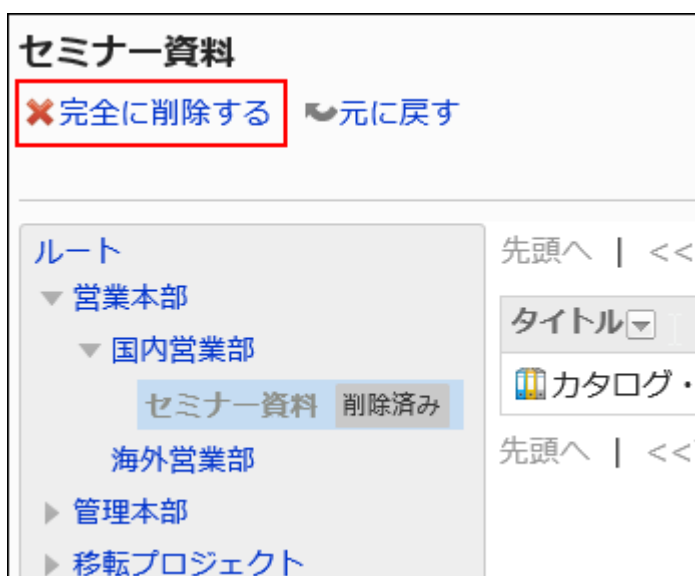 セミナー資料
完全に削除する 元に戻す
ルート
営業本部
国内営業部
セミナー資料 削除済み
海外営業部
管理本部
移転プロジェクト
先頭へ | <<
タイトル
カタログ・
先頭へ | <<